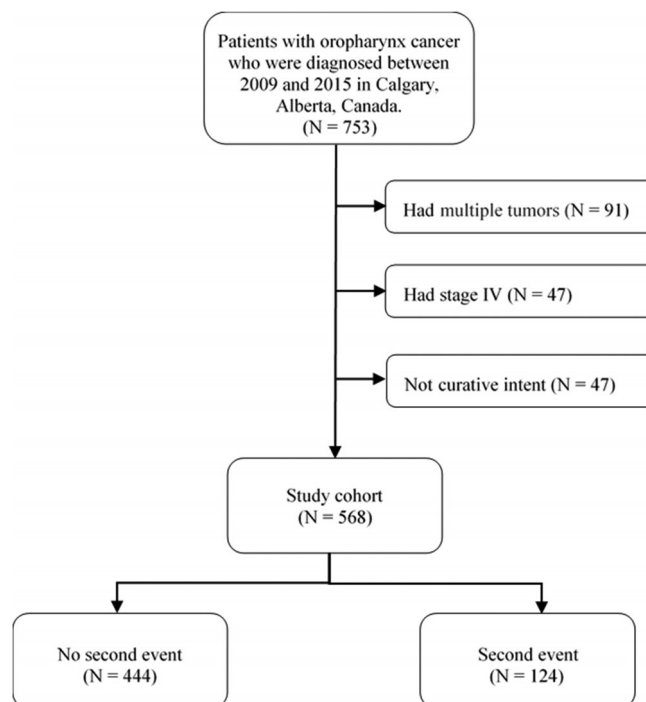 Patients with oropharynx cancer
who were diagnosed between
2009 and 2015 in Calgary,
Alberta, Canada.
(N = 753)
Had multiple tumors (N = 91)
Had stage IV (N = 47)
Not curative intent (N = 47)
Study cohort
(N = 568)
No second event
(N = 444)
Second event
(N = 124)